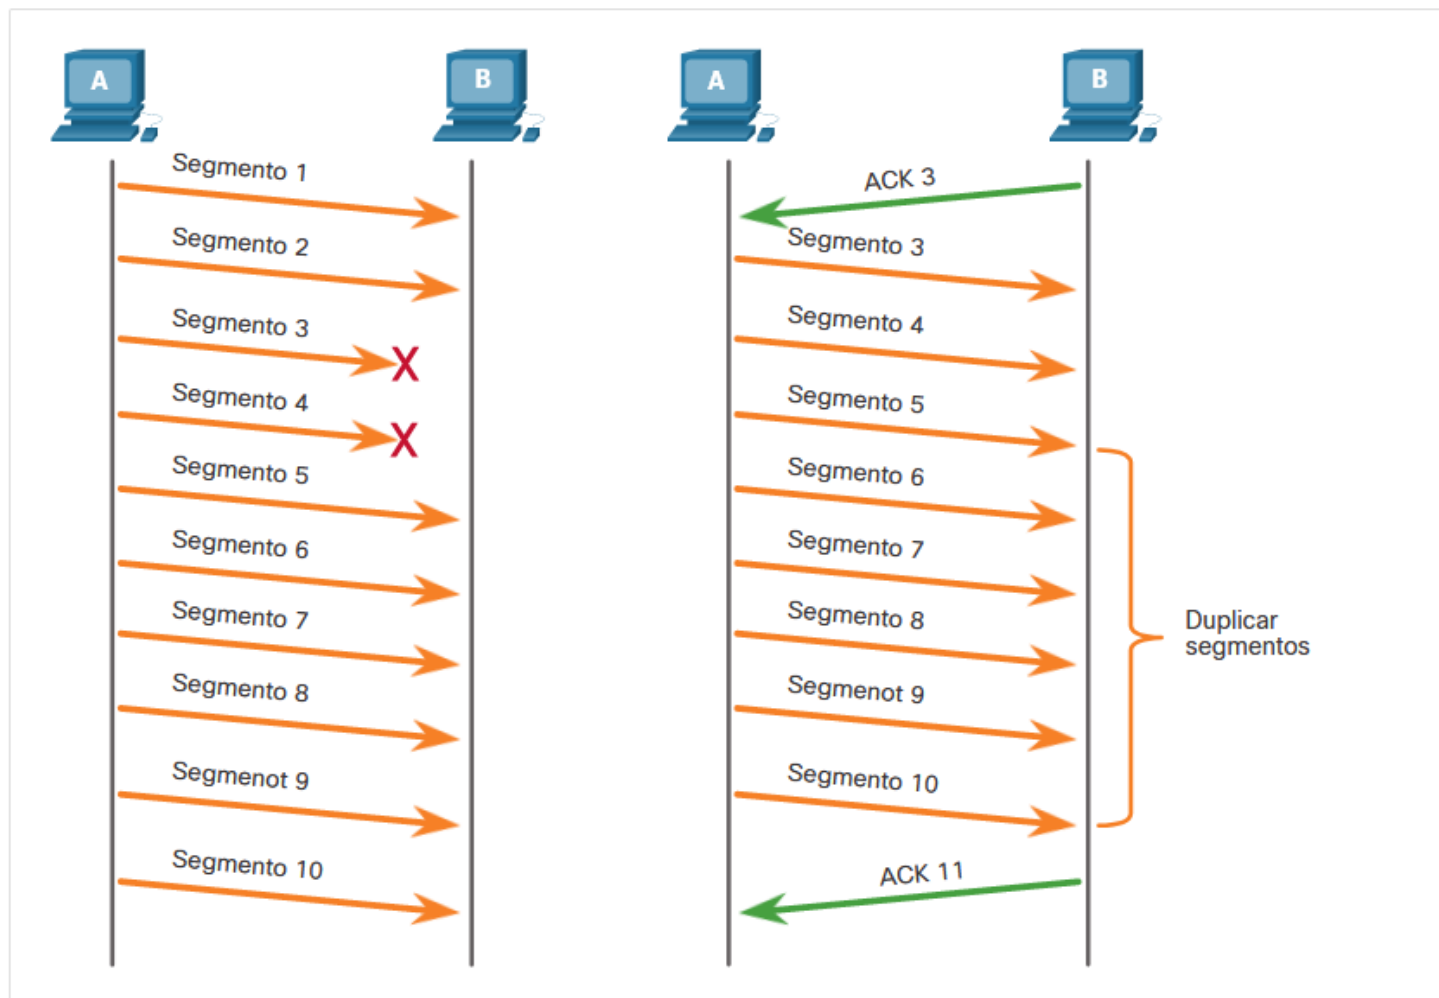 A
B
Segmento 1
Segmento 2
Segmento 3
X
Segmento 4
X
Segmento 5
Segmento 6
Segmento 7
Segmento 8
Segmenot 9
Segmento 10
A
B
ACK 3
Segmento 3
Segmento 4
Segmento 5
Segmento 6
Segmento 7
Segmento 8
Segmenot 9
Segmento 10
ACK 11
Duplicar
segmentos